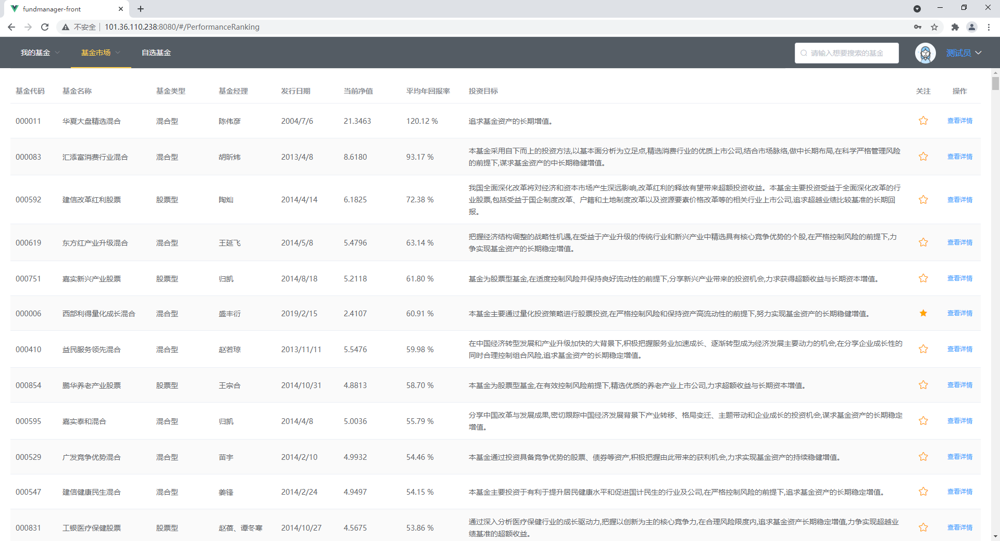 fundmanager-front
不安全 101.36.110.238:8080/#/PerformanceRanking
我的基金 基金市场 自选基金 请输入想要搜索的基金 测试员
基金代码 基金名称 基金类型 基金经理 发行日期 当前净值 平均年回报率 投资目标 关注 操作
000011 华夏大盘精选混合 混合型 陈伟彦 2004/7/6 21.3463 120.12 % 追求基金资产的长期增值。 查看详情
000083 汇添富消费行业混合 混合型 胡昕炜 2013/4/8 8.6180 93.17 % 本基金采用自下而上的投资方法,以基本面分析为立足点,精选消费行业的优质上市公司,结合市场脉络,做中长期布局,在科学严格管理风险
的前提下,谋求基金资产的中长期稳健增值。 查看详情
000592 建信改革红利股票 股票型 陶灿 2014/4/14 6.1825 72.38 % 我国全面深化改革将对经济和资本市场产生深远影响,改革红利的释放有望带来超额投资收益。本基金主要投资受益于全面深化改革的行
业股票,包括受益于国企制度改革、户籍和土地制度改革以及资源要素价格改革等的相关行业上市公司,追求超越业绩比较基准的长期回
报。 查看详情
000619 东方红产业升级混合 混合型 王延飞 2014/5/8 5.4796 63.14 % 把握经济结构调整的战略性机遇,在受益于产业升级的传统行业和新兴产业中精选具有核心竞争优势的个股,在严格控制风险的前提下,力
争实现基金资产的长期稳定增值。 查看详情
000751 嘉实新兴产业股票 股票型 归凯 2014/8/18 5.2118 61.80 % 基金为股票型基金,在适度控制风险并保持良好流动性的前提下,分享新兴产业带来的投资机会,力求获得超额收益与长期资本增值。 查看详情
000006 西部利得量化成长混合 混合型 盛丰衍 2019/2/15 2.4107 60.91 % 本基金主要通过量化投资策略进行股票投资,在严格控制风险和保持资产高流动性的前提下,努力实现基金资产的长期稳健增值。 查看详情
000410 益民服务领先混合 混合型 赵若琼 2013/11/11 5.5476 59.98 % 在中国经济转型发展和产业升级加快的大背景下,积极把握服务业加速成长、逐渐转型成为经济发展主要动力的机会,在分享企业成长性的
同时合理控制组合风险,追求基金资产的长期稳定增值。 查看详情
000854 鹏华养老产业股票 股票型 王宗合 2014/10/31 4.8813 58.70 % 本基金为股票型基金,在有效控制风险前提下,精选优质的养老产业上市公司,力求超额收益与长期资本增值。 查看详情
000595 嘉实泰和混合 混合型 归凯 2014/4/8 5.0036 55.79 % 分享中国改革与发展成果,密切跟踪中国经济发展背景下产业转移、格局变迁、主题带动和企业成长的投资机会,谋求基金资产的长期稳定
增值。 查看详情
000529 广发竞争优势混合 混合型 苗宇 2014/2/10 4.9932 54.46 % 本基金通过投资具备竞争优势的股票、债券等资产,积极把握由此带来的获利机会,力求实现基金资产的持续稳健增值。 查看详情
000547 建信健康民生混合 混合型 姜锋 2014/2/24 4.9497 54.15 % 本基金主要投资于有利于提升居民健康水平和促进国计民生的行业及公司,在严格控制风险的前提下,追求基金资产的长期稳定增值。 查看详情
000831 工银医疗保健股票 股票型 赵蓓、谭冬寒 2014/10/27 4.5675 53.86 % 通过深入分析医疗保健行业的成长驱动力,把握以创新为主的核心竞争力,在合理风险限度内,追求基金资产长期稳定增值,力争实现超越业
绩基准的超额收益。 查看详情